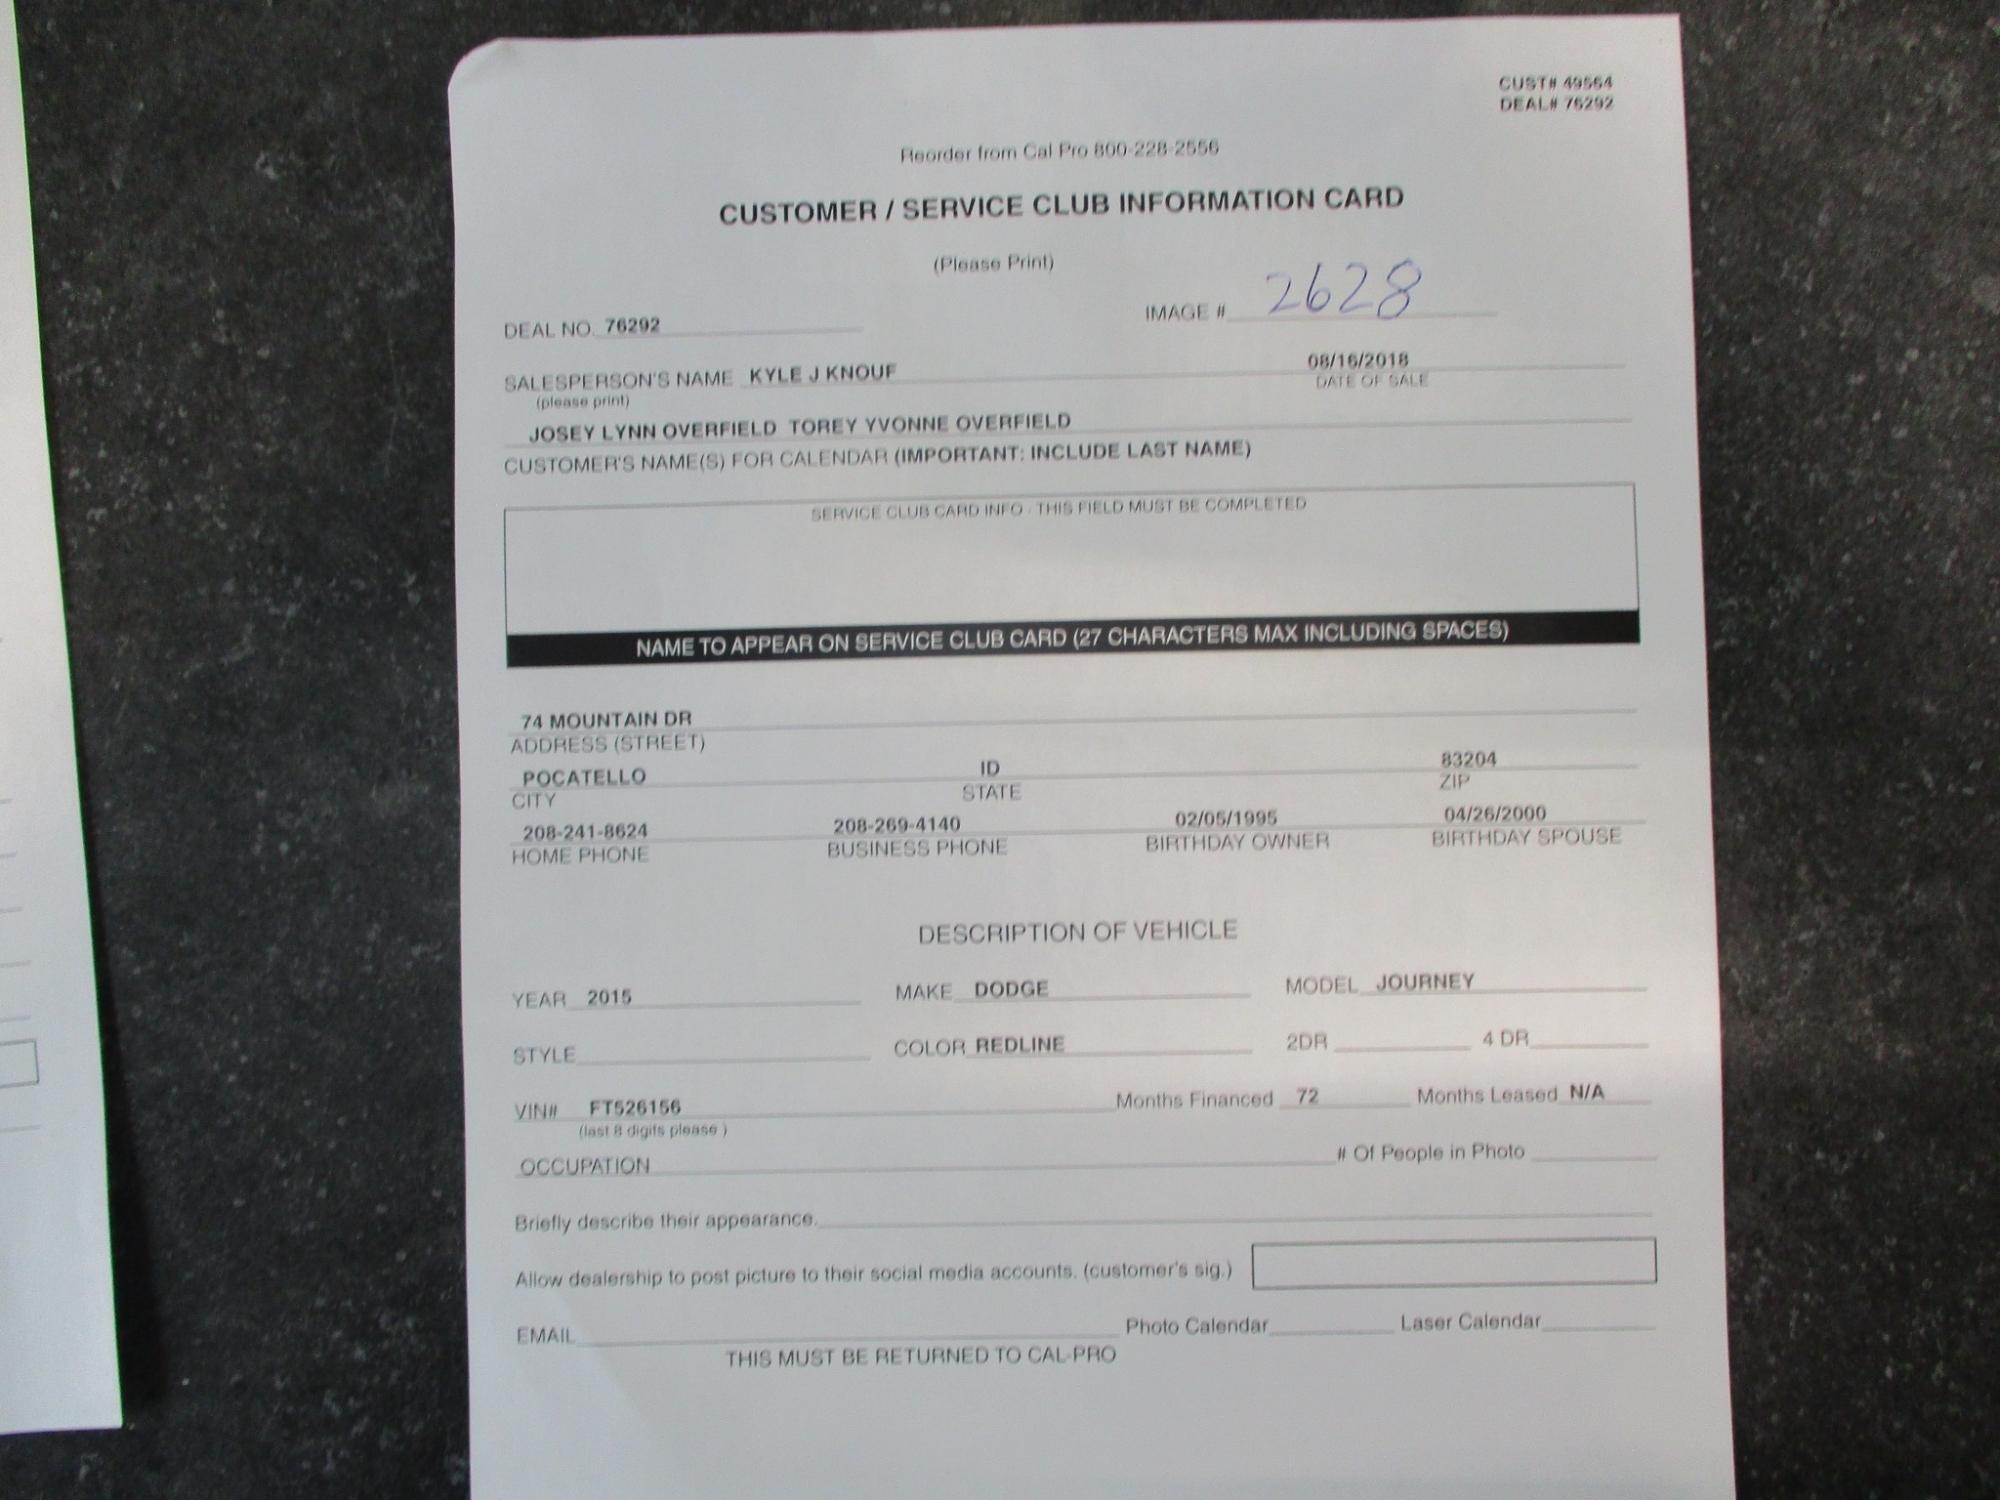 CUST# 49564
DEAL# 76292
Reorder from Cal Pro 800-228-2556
CUSTOMER / SERVICE CLUB INFORMATION CARD
(Please Print)
DEAL NO. 76292 IMAGE # 2628
SALESPERSON'S NAME KYLE J KNOUF 08/16/2018
(please print) DATE OF SALE
JOSEY LYNN OVERFIELD TOREY YVONNE OVERFIELD
CUSTOMER'S NAME(S) FOR CALENDAR (IMPORTANT: INCLUDE LAST NAME)
SERVICE CLUB CARD INFO - THIS FIELD MUST BE COMPLETED
NAME TO APPEAR ON SERVICE CLUB CARD (27 CHARACTERS MAX INCLUDING SPACES)
74 MOUNTAIN DR
ADDRESS (STREET)
POCATELLO ID 83204
CITY STATE ZIP
208-241-8624 208-269-4140 02/05/1995 04/26/2000
HOME PHONE BUSINESS PHONE BIRTHDAY OWNER BIRTHDAY SPOUSE
DESCRIPTION OF VEHICLE
YEAR 2015 MAKE DODGE MODEL JOURNEY
STYLE COLOR REDLINE 2DR 4 DR
VIN# FT526156 Months Financed 72 Months Leased N/A
(last 8 digits please )
OCCUPATION # Of People in Photo
Briefly describe their appearance.
Allow dealership to post picture to their social media accounts. (customer's sig.)
EMAIL Photo Calendar Laser Calendar
THIS MUST BE RETURNED TO CAL-PRO